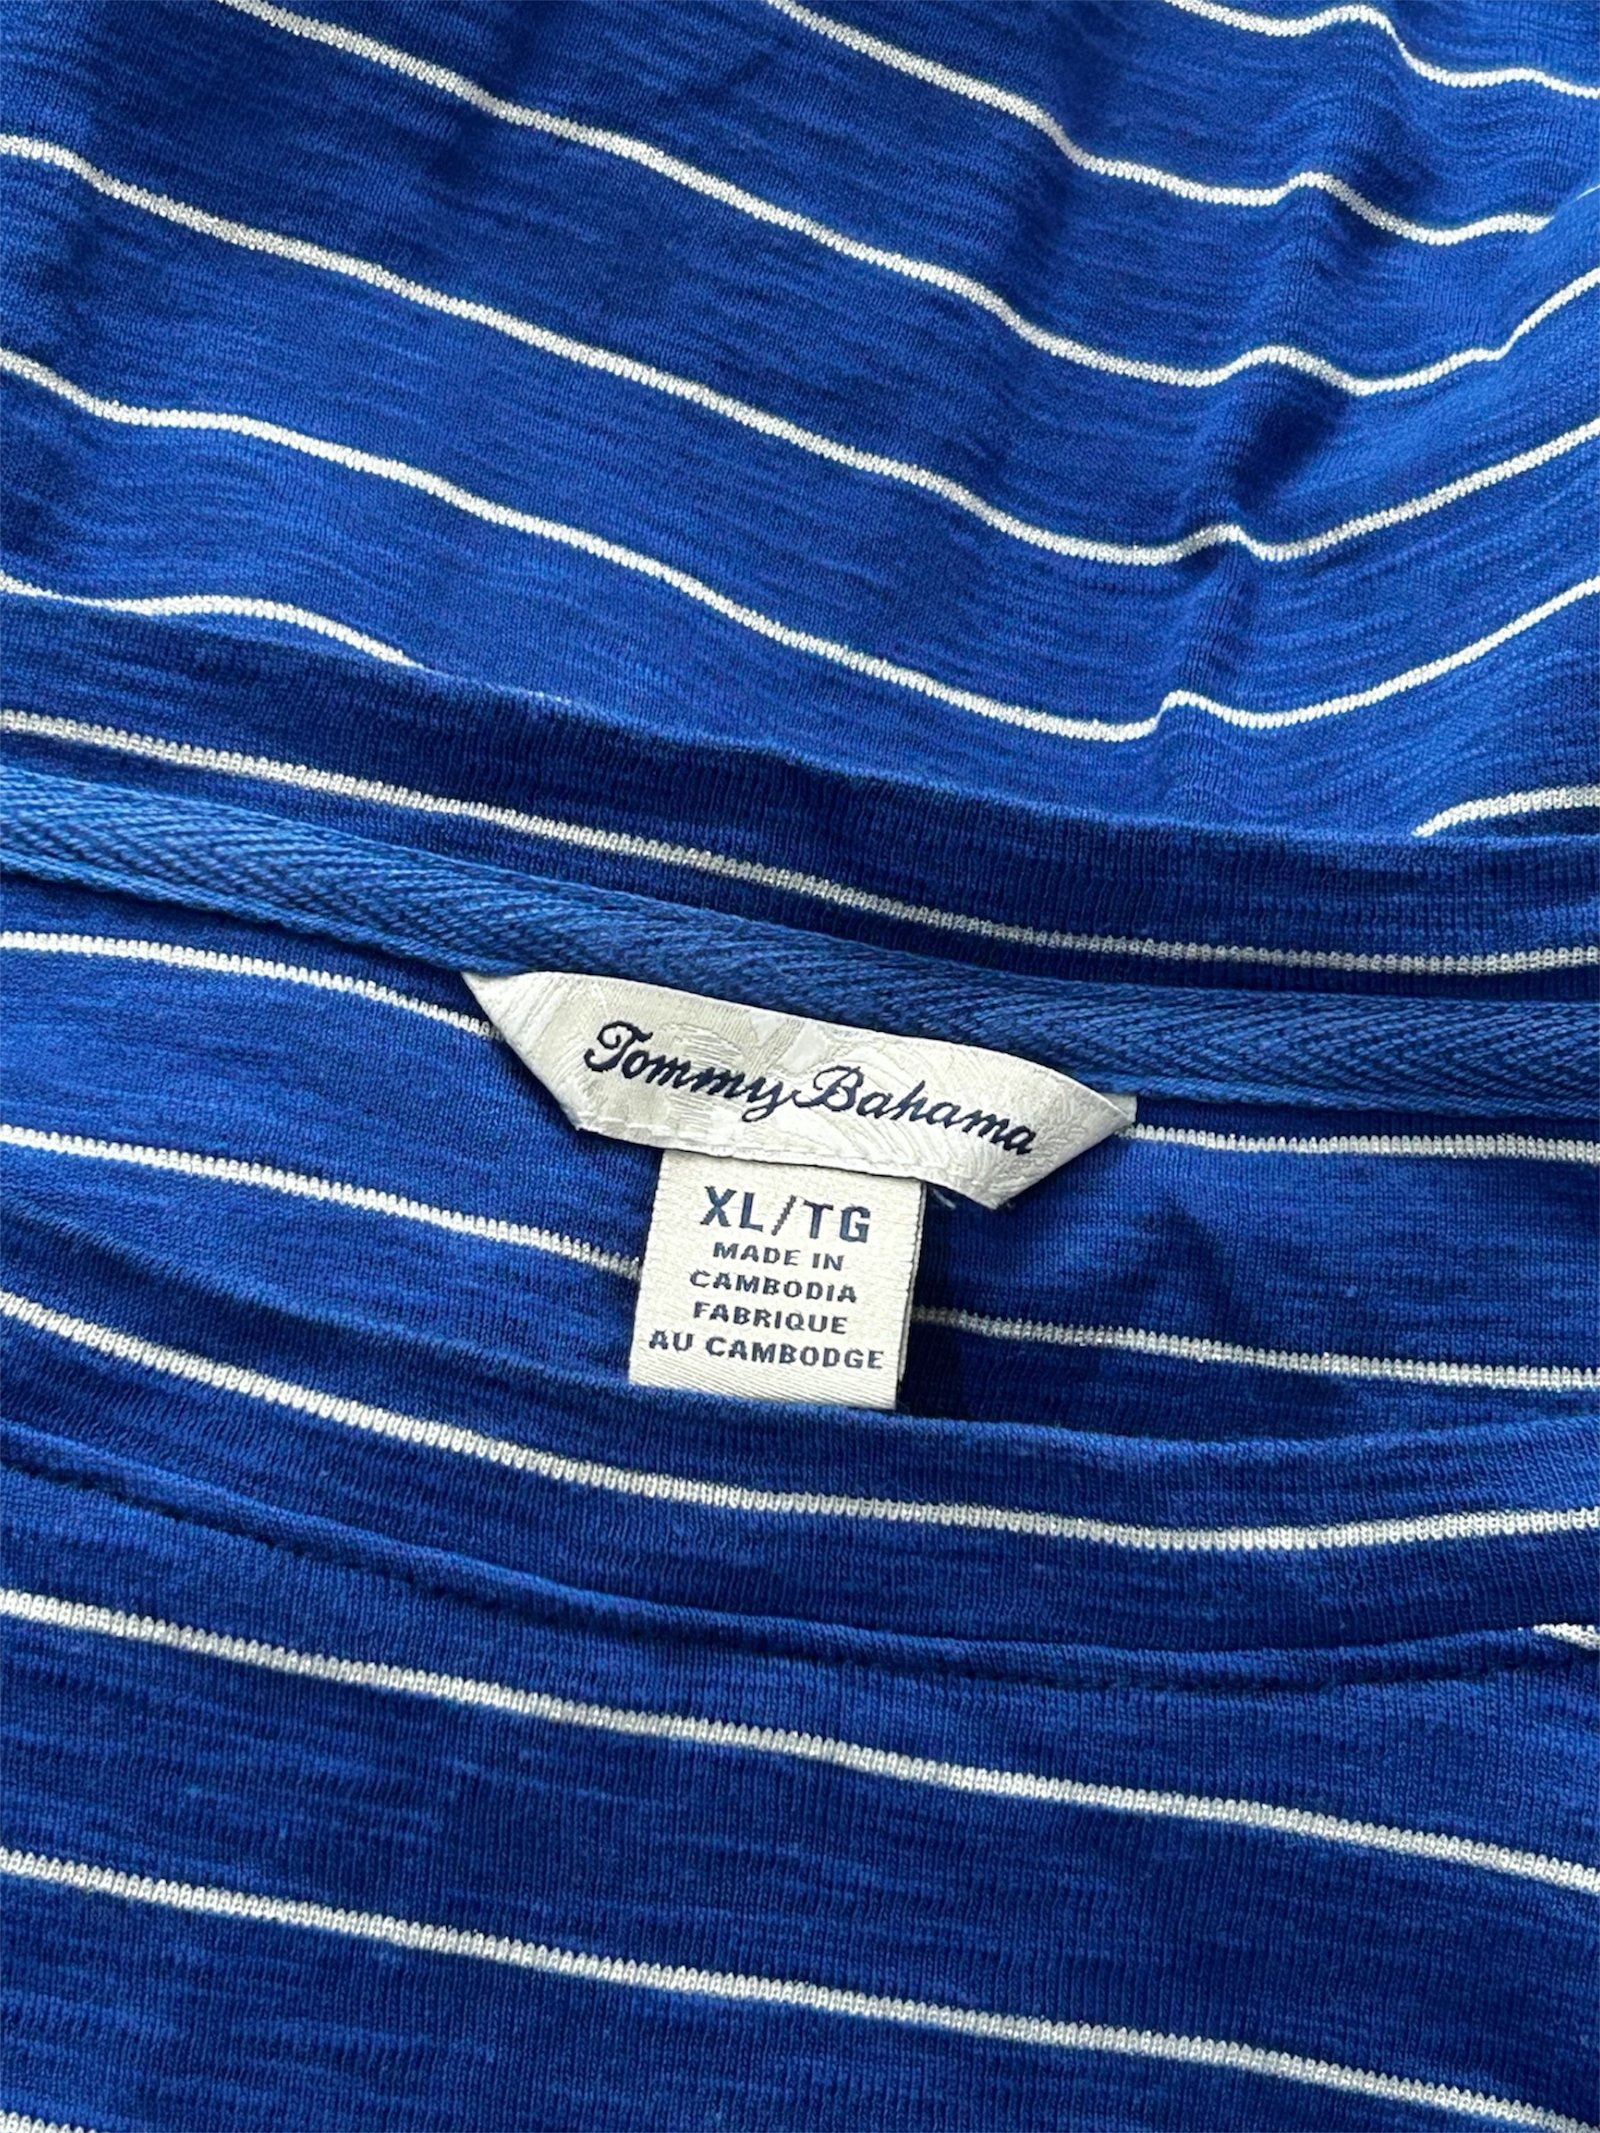 Tommy Bahama
XL/TG
MADE IN
CAMBODIA
FABRIQUE
AU CAMBODGE